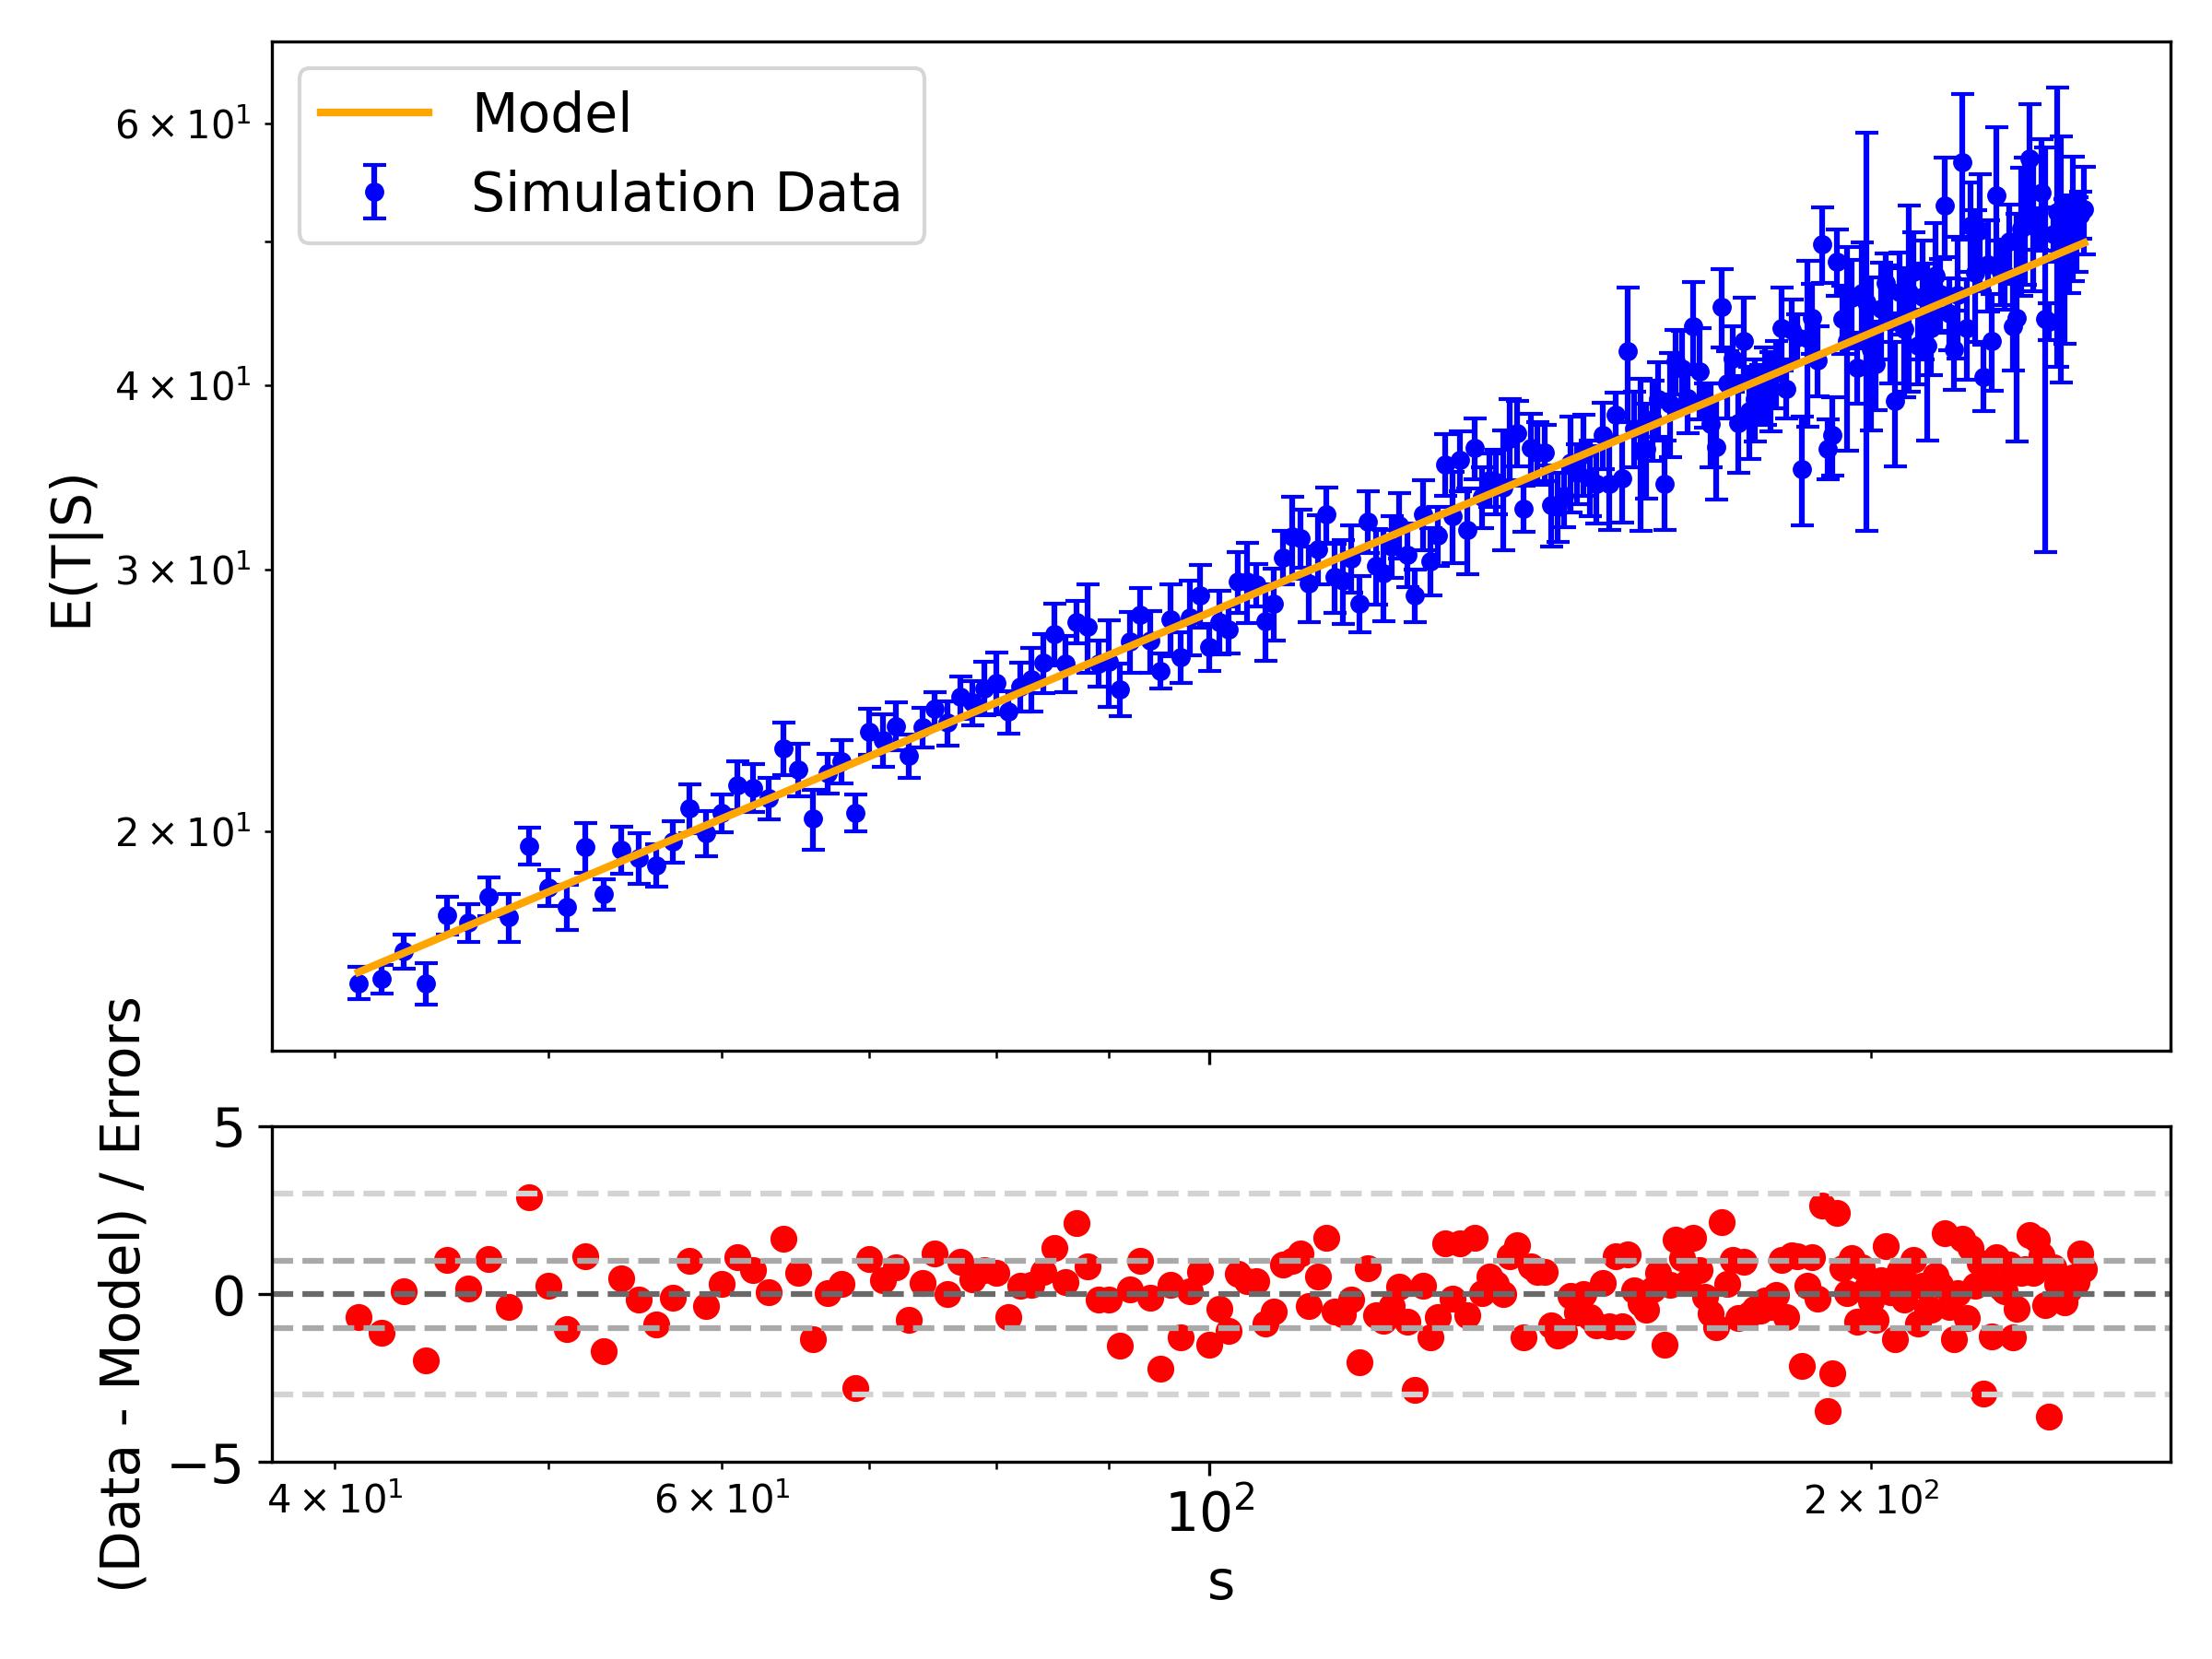 Model
Simulation Data
6 × 10¹
4 × 10¹
3 × 10¹
2 × 10¹
E(T|S)
5
0
−5
(Data - Model) / Errors
4 × 10¹
6 × 10¹
10²
2 × 10²
s